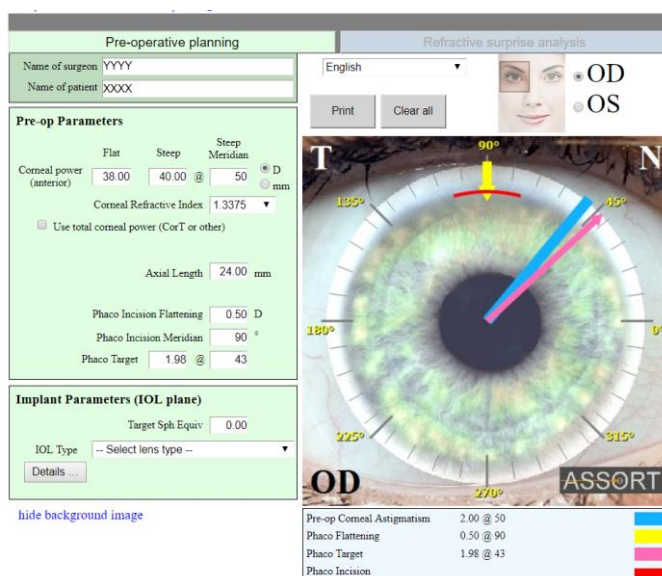 Pre-operative planning
Refractive surprise analysis
Name of surgeon YYYY
Name of patient XXXX
English
Print
Clear all
OD
OS
Pre-op Parameters
Flat
Steep
Steep
Meridian
Corneal power
(anterior)
38.00
40.00 @
50
D
mm
Corneal Refractive Index 1.3375
Use total corneal power (CorT or other)
Axial Length 24.00 mm
Phaco Incision Flattening 0.50 D
Phaco Incision Meridian 90 °
Phaco Target 1.98 @ 43
Implant Parameters (IOL plane)
Target Sph Equiv 0.00
IOL Type -- Select lens type --
Details ...
hide background image
T
N
90°
135°
45°
180°
0°
225°
315°
270°
OD
ASSORT
Pre-op Corneal Astigmatism 2.00 @ 50
Phaco Flattening 0.50 @ 90
Phaco Target 1.98 @ 43
Phaco Incision